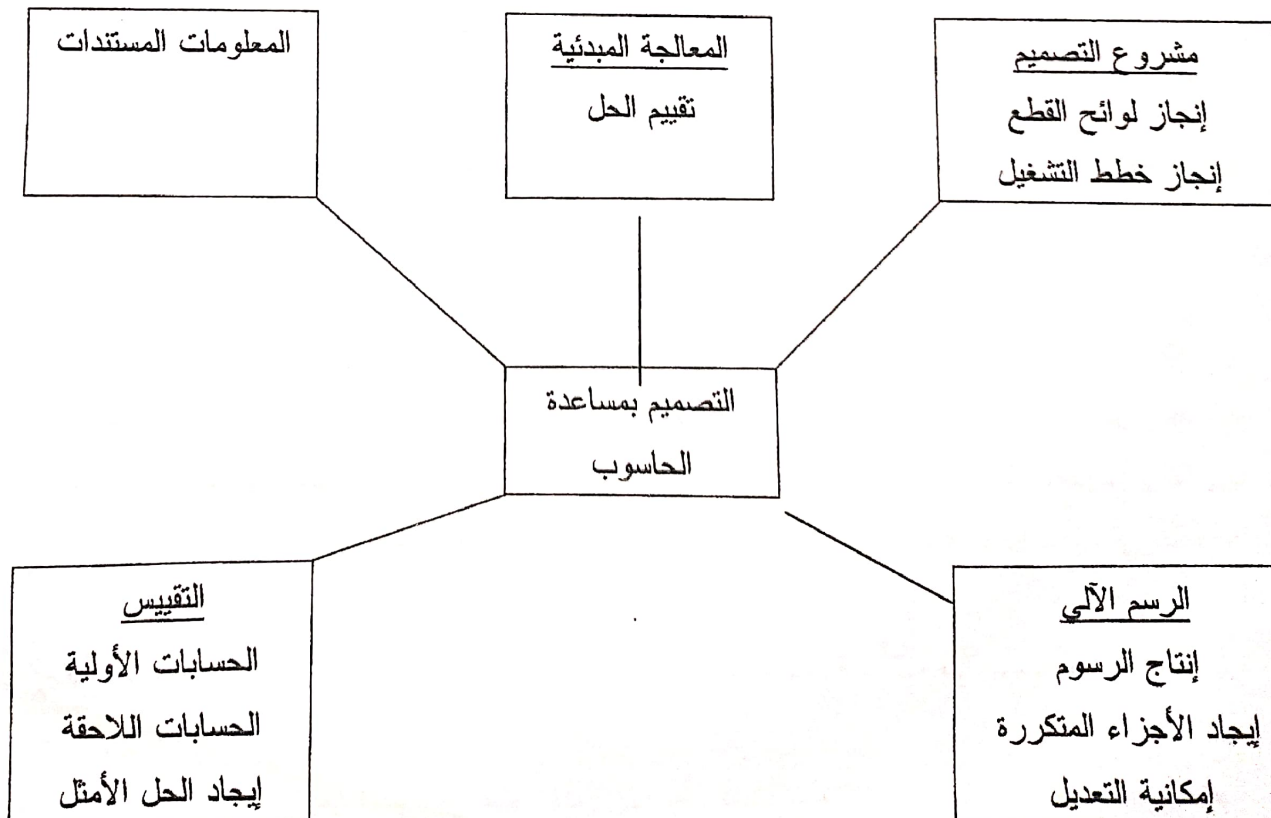 مشروع التصميم
إنجاز لوائح القطع
إنجاز خطط التشغيل
المعالجة المبدئية
تقييم الحل
المعلومات المستندات
التصميم بمساعدة
الحاسوب
الرسم الآلي
إنتاج الرسوم
إيجاد الأجزاء المتكررة
إمكانية التعديل
التقييس
الحسابات الأولية
الحسابات اللاحقة
إيجاد الحل الأمثل